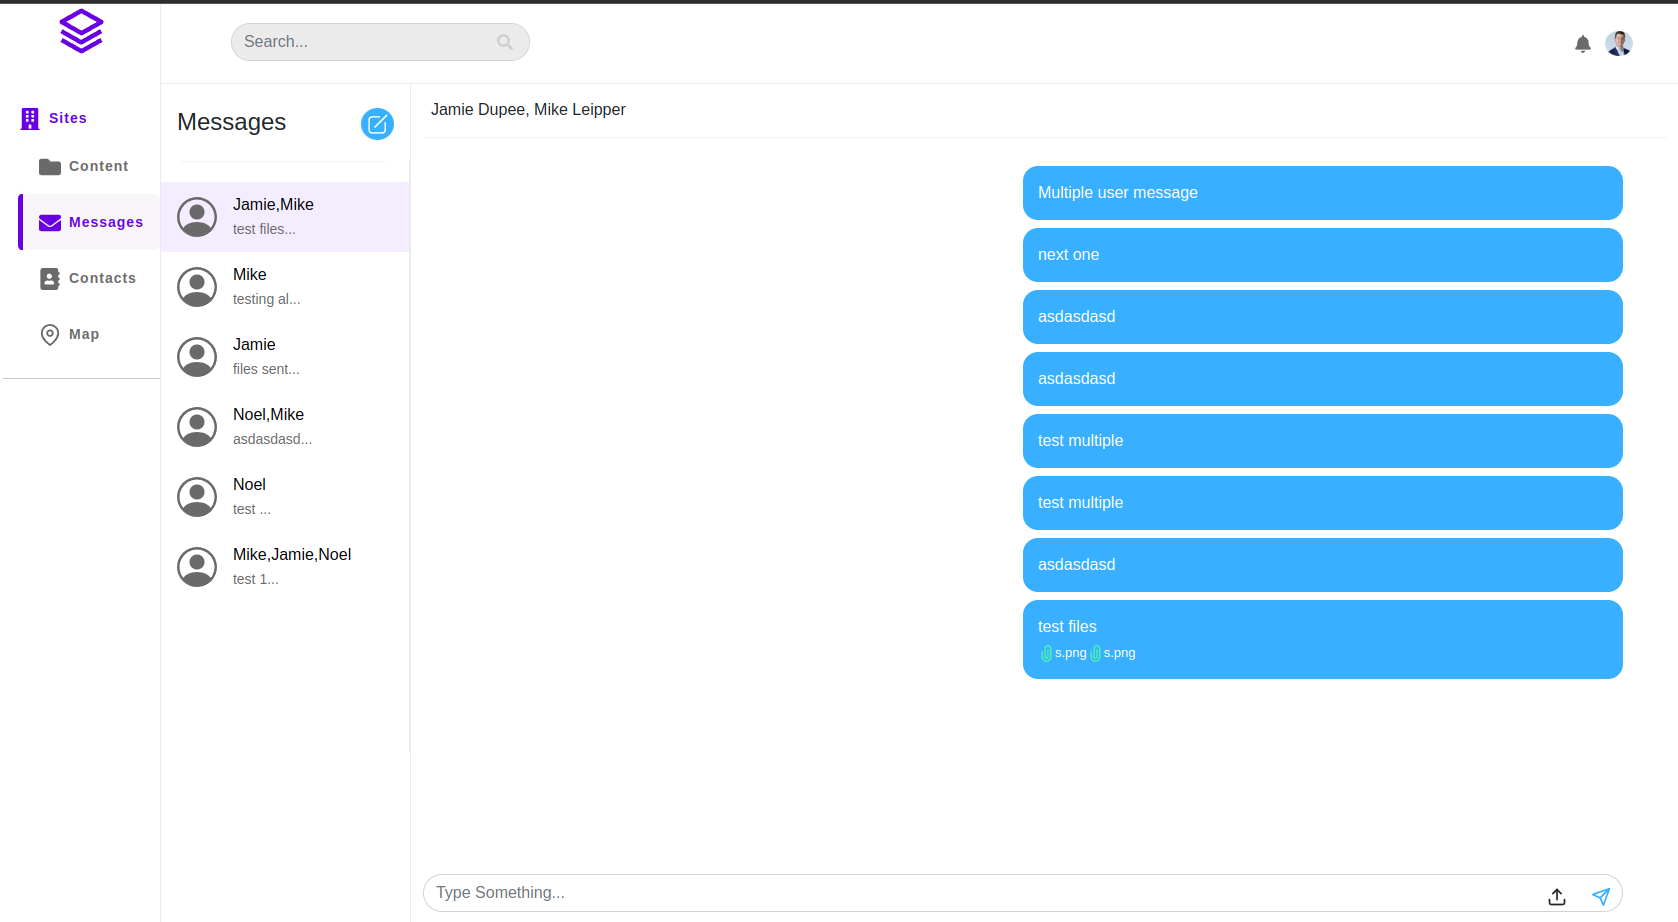 Search...
Sites
Content
Messages
Contacts
Map
Messages
Jamie,Mike
test files...
Mike
testing al...
Jamie
files sent...
Noel,Mike
asdasdasd...
Noel
test ...
Mike,Jamie,Noel
test 1...
Jamie Dupee, Mike Leipper
Multiple user message
next one
asdasdasd
asdasdasd
test multiple
test multiple
asdasdasd
test files
s.png s.png
Type Something...